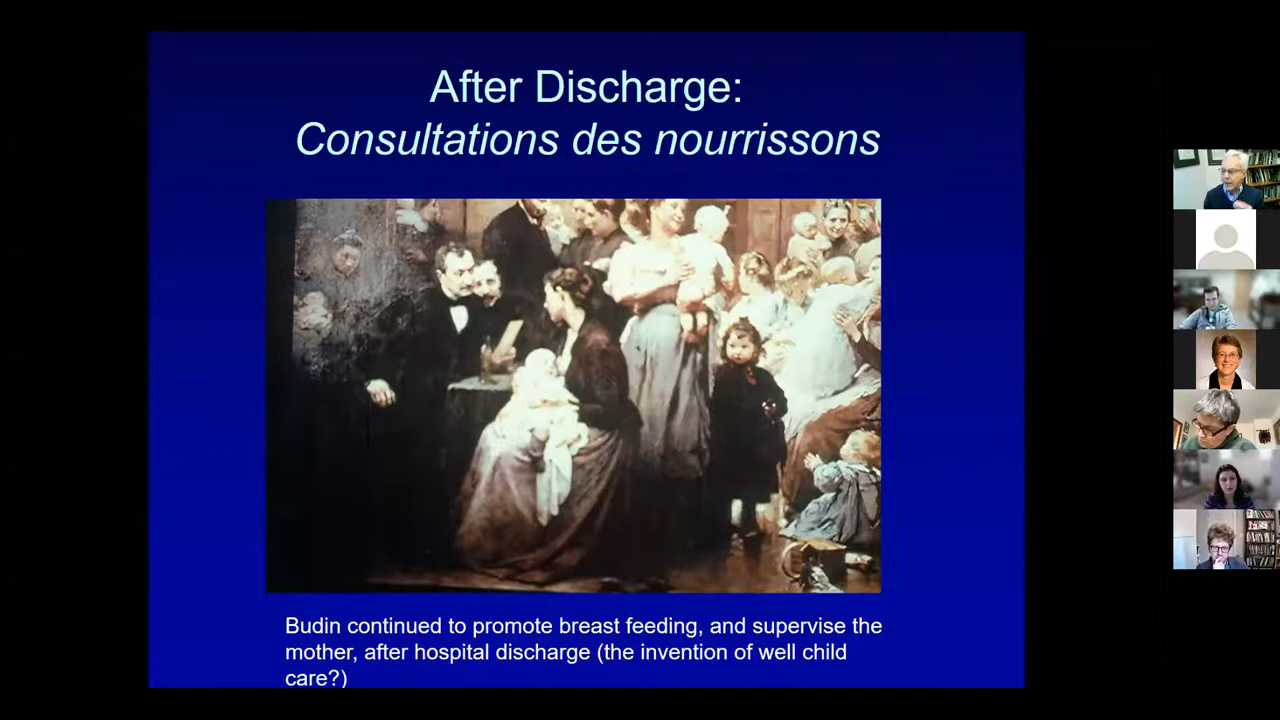 After Discharge:
Consultations des nourrissons
Budin continued to promote breast feeding, and supervise the
mother, after hospital discharge (the invention of well child
care?)